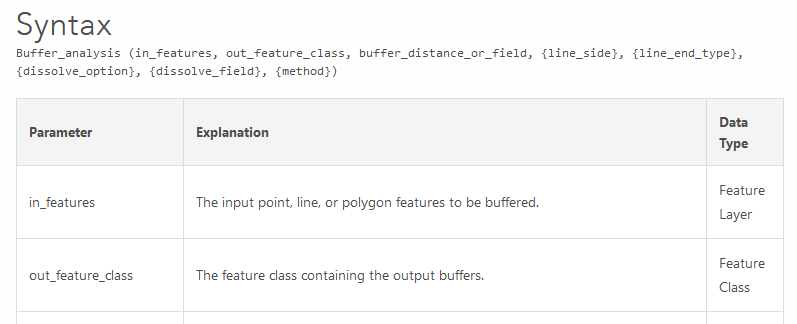 Syntax
Buffer_analysis (in_features, out_feature_class, buffer_distance_or_field, {line_side}, {line_end_type},
{dissolve_option}, {dissolve_field}, {method})
Parameter
Explanation
Data
Type
in_features
The input point, line, or polygon features to be buffered.
Feature
Layer
out_feature_class
The feature class containing the output buffers.
Feature
Class